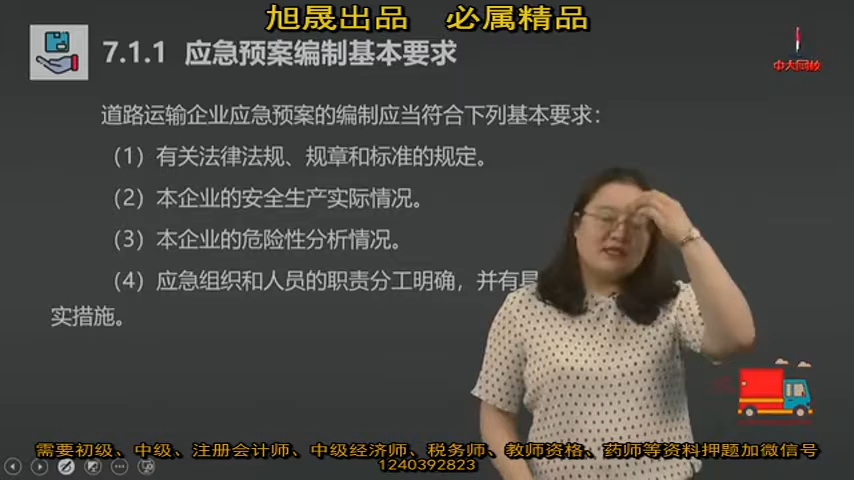 旭晟出品 必属精品
7.1.1 应急预案编制基本要求
中大网校
道路运输企业应急预案的编制应当符合下列基本要求：
（1）有关法律法规、规章和标准的规定。
（2）本企业的安全生产实际情况。
（3）本企业的危险性分析情况。
（4）应急组织和人员的职责分工明确，并有
实措施。
需要初级、中级、注册会计师、中级经济师、税务师、教师资格、药师等资料押题加微信号
1240392823